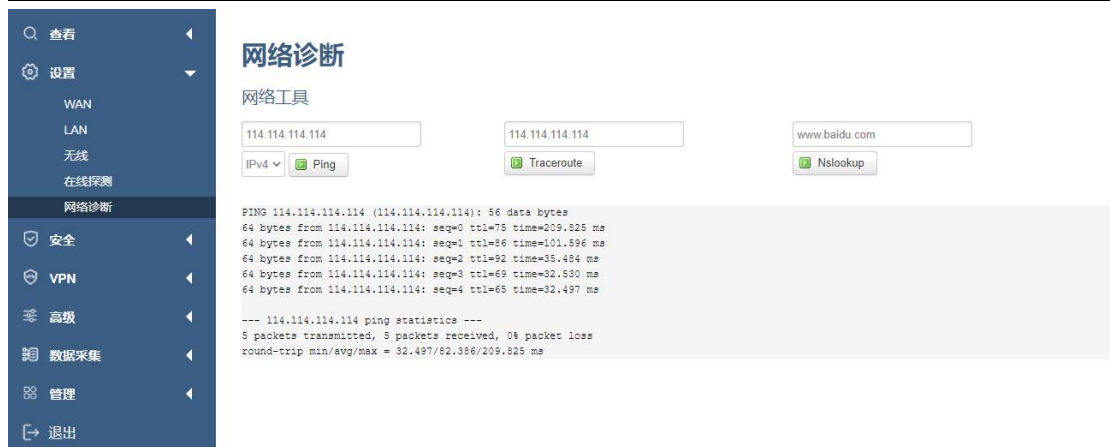 查看
设置
WAN
LAN
无线
在线探测
网络诊断
安全
VPN
高级
数据采集
管理
退出
网络诊断
网络工具
114.114.114.114 114.114.114.114 www.baidu.com
IPv4 Ping Traceroute Nslookup
PING 114.114.114.114 (114.114.114.114): 56 data bytes
64 bytes from 114.114.114.114: seq=0 ttl=75 time=209.825 ms
64 bytes from 114.114.114.114: seq=1 ttl=86 time=101.596 ms
64 bytes from 114.114.114.114: seq=2 ttl=92 time=35.484 ms
64 bytes from 114.114.114.114: seq=3 ttl=69 time=32.530 ms
64 bytes from 114.114.114.114: seq=4 ttl=65 time=32.497 ms
--- 114.114.114.114 ping statistics ---
5 packets transmitted, 5 packets received, 0% packet loss
round-trip min/avg/max = 32.497/82.386/209.825 ms